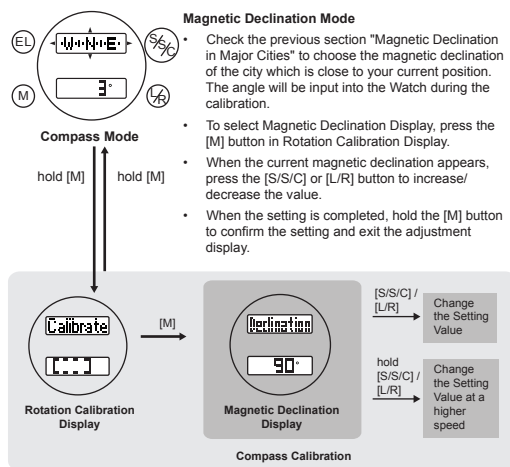 Magnetic Declination Mode
• Check the previous section "Magnetic Declination
in Major Cities" to choose the magnetic declination
of the city which is close to your current position.
The angle will be input into the Watch during the
calibration.
• To select Magnetic Declination Display, press the
[M] button in Rotation Calibration Display.
• When the current magnetic declination appears,
press the [S/S/C] or [L/R] button to increase/
decrease the value.
• When the setting is completed, hold the [M] button
to confirm the setting and exit the adjustment
display.
EL
S/S/C
W·N·E
M
L/R
3°
Compass Mode
hold [M]
hold [M]
Calibrate
[M]
Rotation Calibration
Display
Declination
90°
Magnetic Declination
Display
[S/S/C] /
[L/R]
Change
the Setting
Value
hold
[S/S/C] /
[L/R]
Change
the Setting
Value at a
higher
speed
Compass Calibration